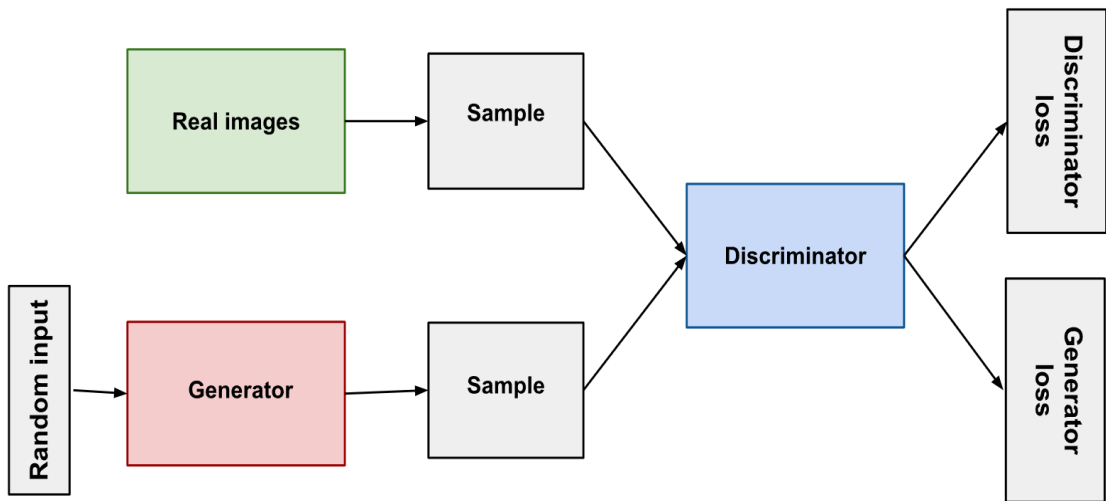 Real images
Sample
Discriminator
loss
Discriminator
Random input
Generator
Sample
Generator
loss